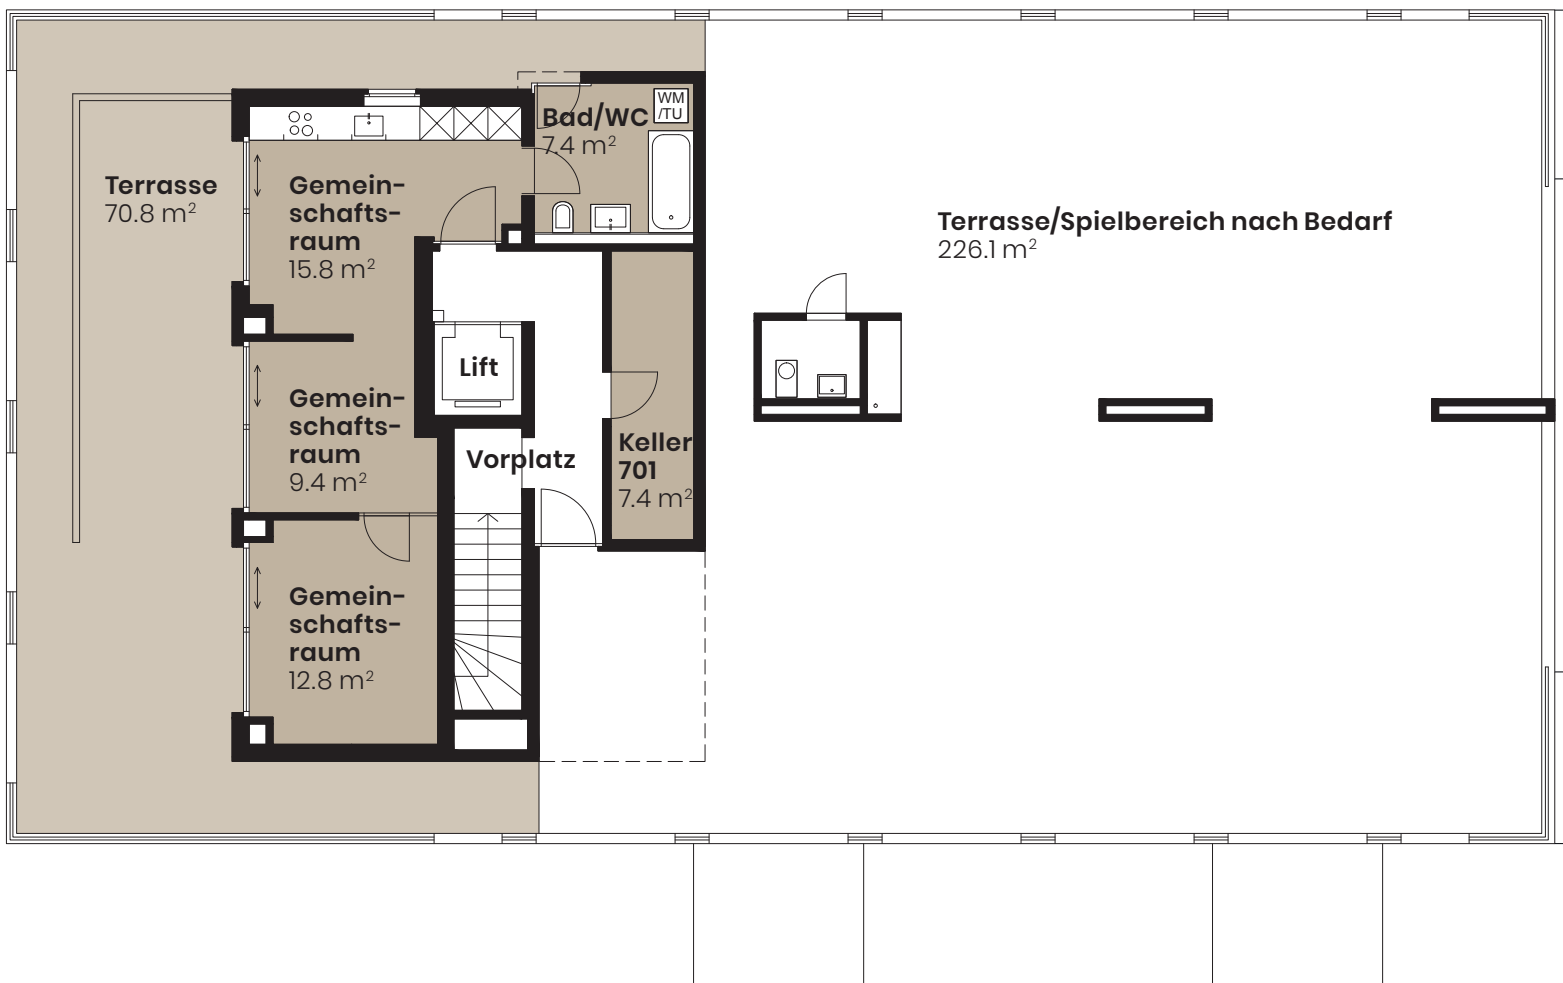 Terrasse
70.8 m²
Gemein-
schafts-
raum
15.8 m²
Bad/WC
7.4 m²
WM
/TU
Terrasse/Spielbereich nach Bedarf
226.1 m²
Lift
Gemein-
schafts-
raum
9.4 m²
Vorplatz
Keller
701
7.4 m²
Gemein-
schafts-
raum
12.8 m²